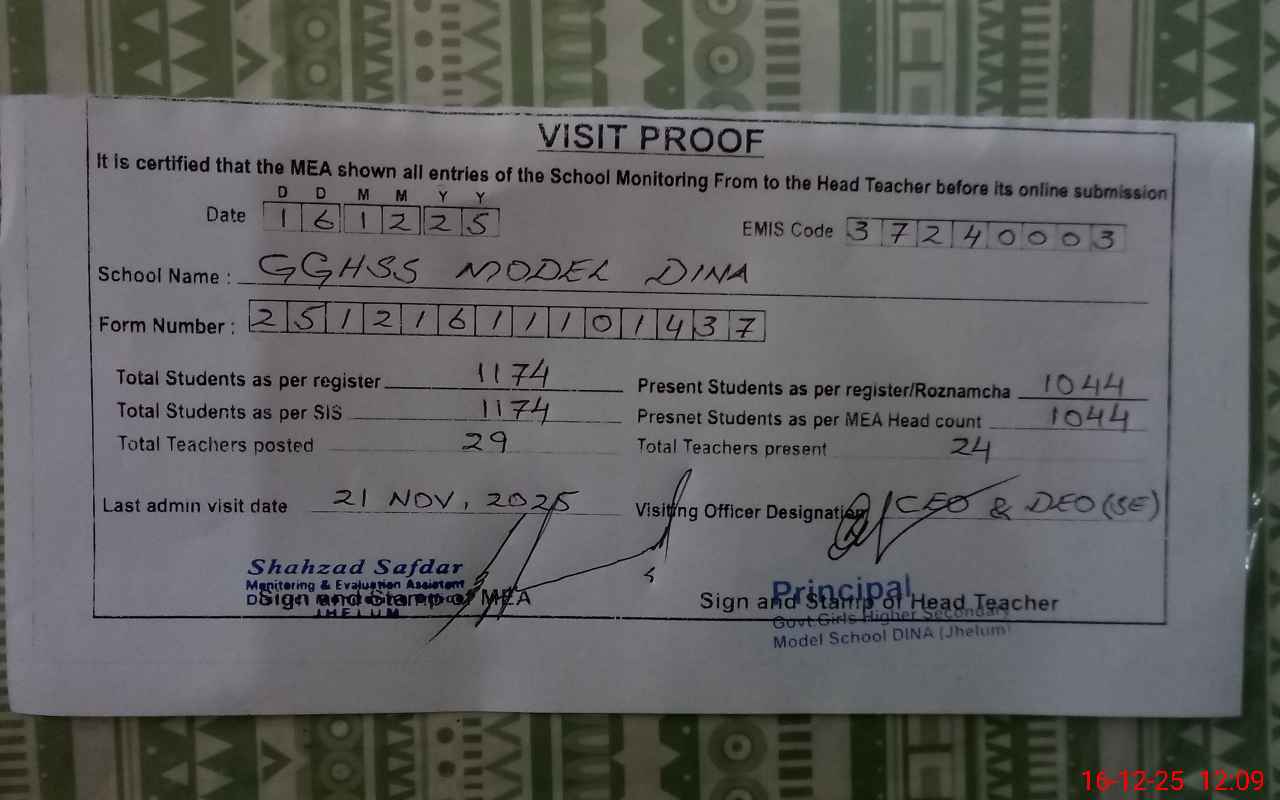 VISIT PROOF
It is certified that the MEA shown all entries of the School Monitoring From to the Head Teacher before its online submission
D D M M Y Y
Date 1 6 1 2 2 5 EMIS Code 3 7 2 4 0 0 0 3
School Name : GGHSS MODEL DINA
Form Number : 2 5 1 2 1 6 1 1 1 0 1 4 3 7
Total Students as per register 1174 Present Students as per register/Roznamcha 1044
Total Students as per SIS 1174 Presnet Students as per MEA Head count 1044
Total Teachers posted 29 Total Teachers present 24
Last admin visit date 21 NOV, 2025 Visiting Officer Designation CEO & DEO (SE)
Shahzad Safdar
Monitoring & Evaluation Assistant
JHELUM
Sign and Stamp of MEA
Principal
Sign and Stamp of Head Teacher
Govt.Girls Higher Secondary
Model School DINA (Jhelum)
16-12-25 12:09